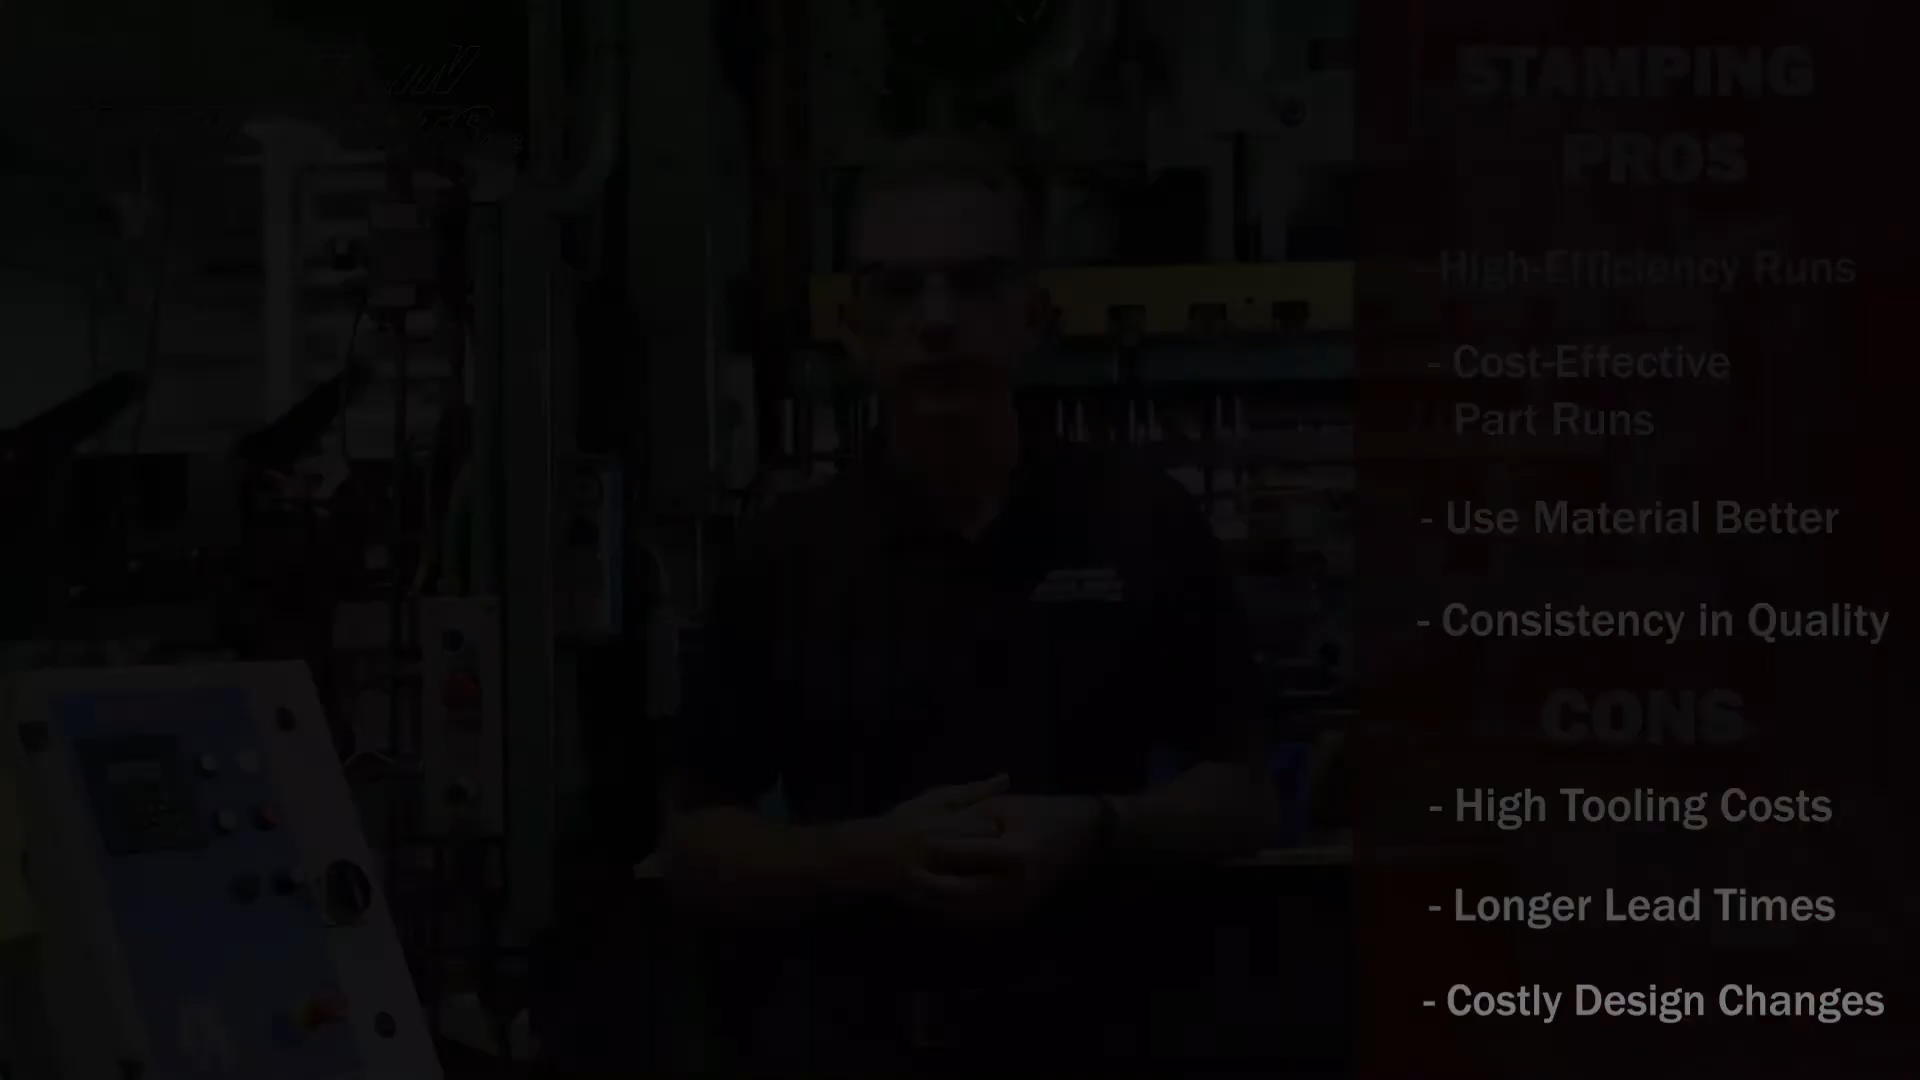 STAMPING
PROS
- High-Efficiency Runs
- Cost-Effective
Part Runs
- Use Material Better
- Consistency in Quality
CONS
- High Tooling Costs
- Longer Lead Times
- Costly Design Changes